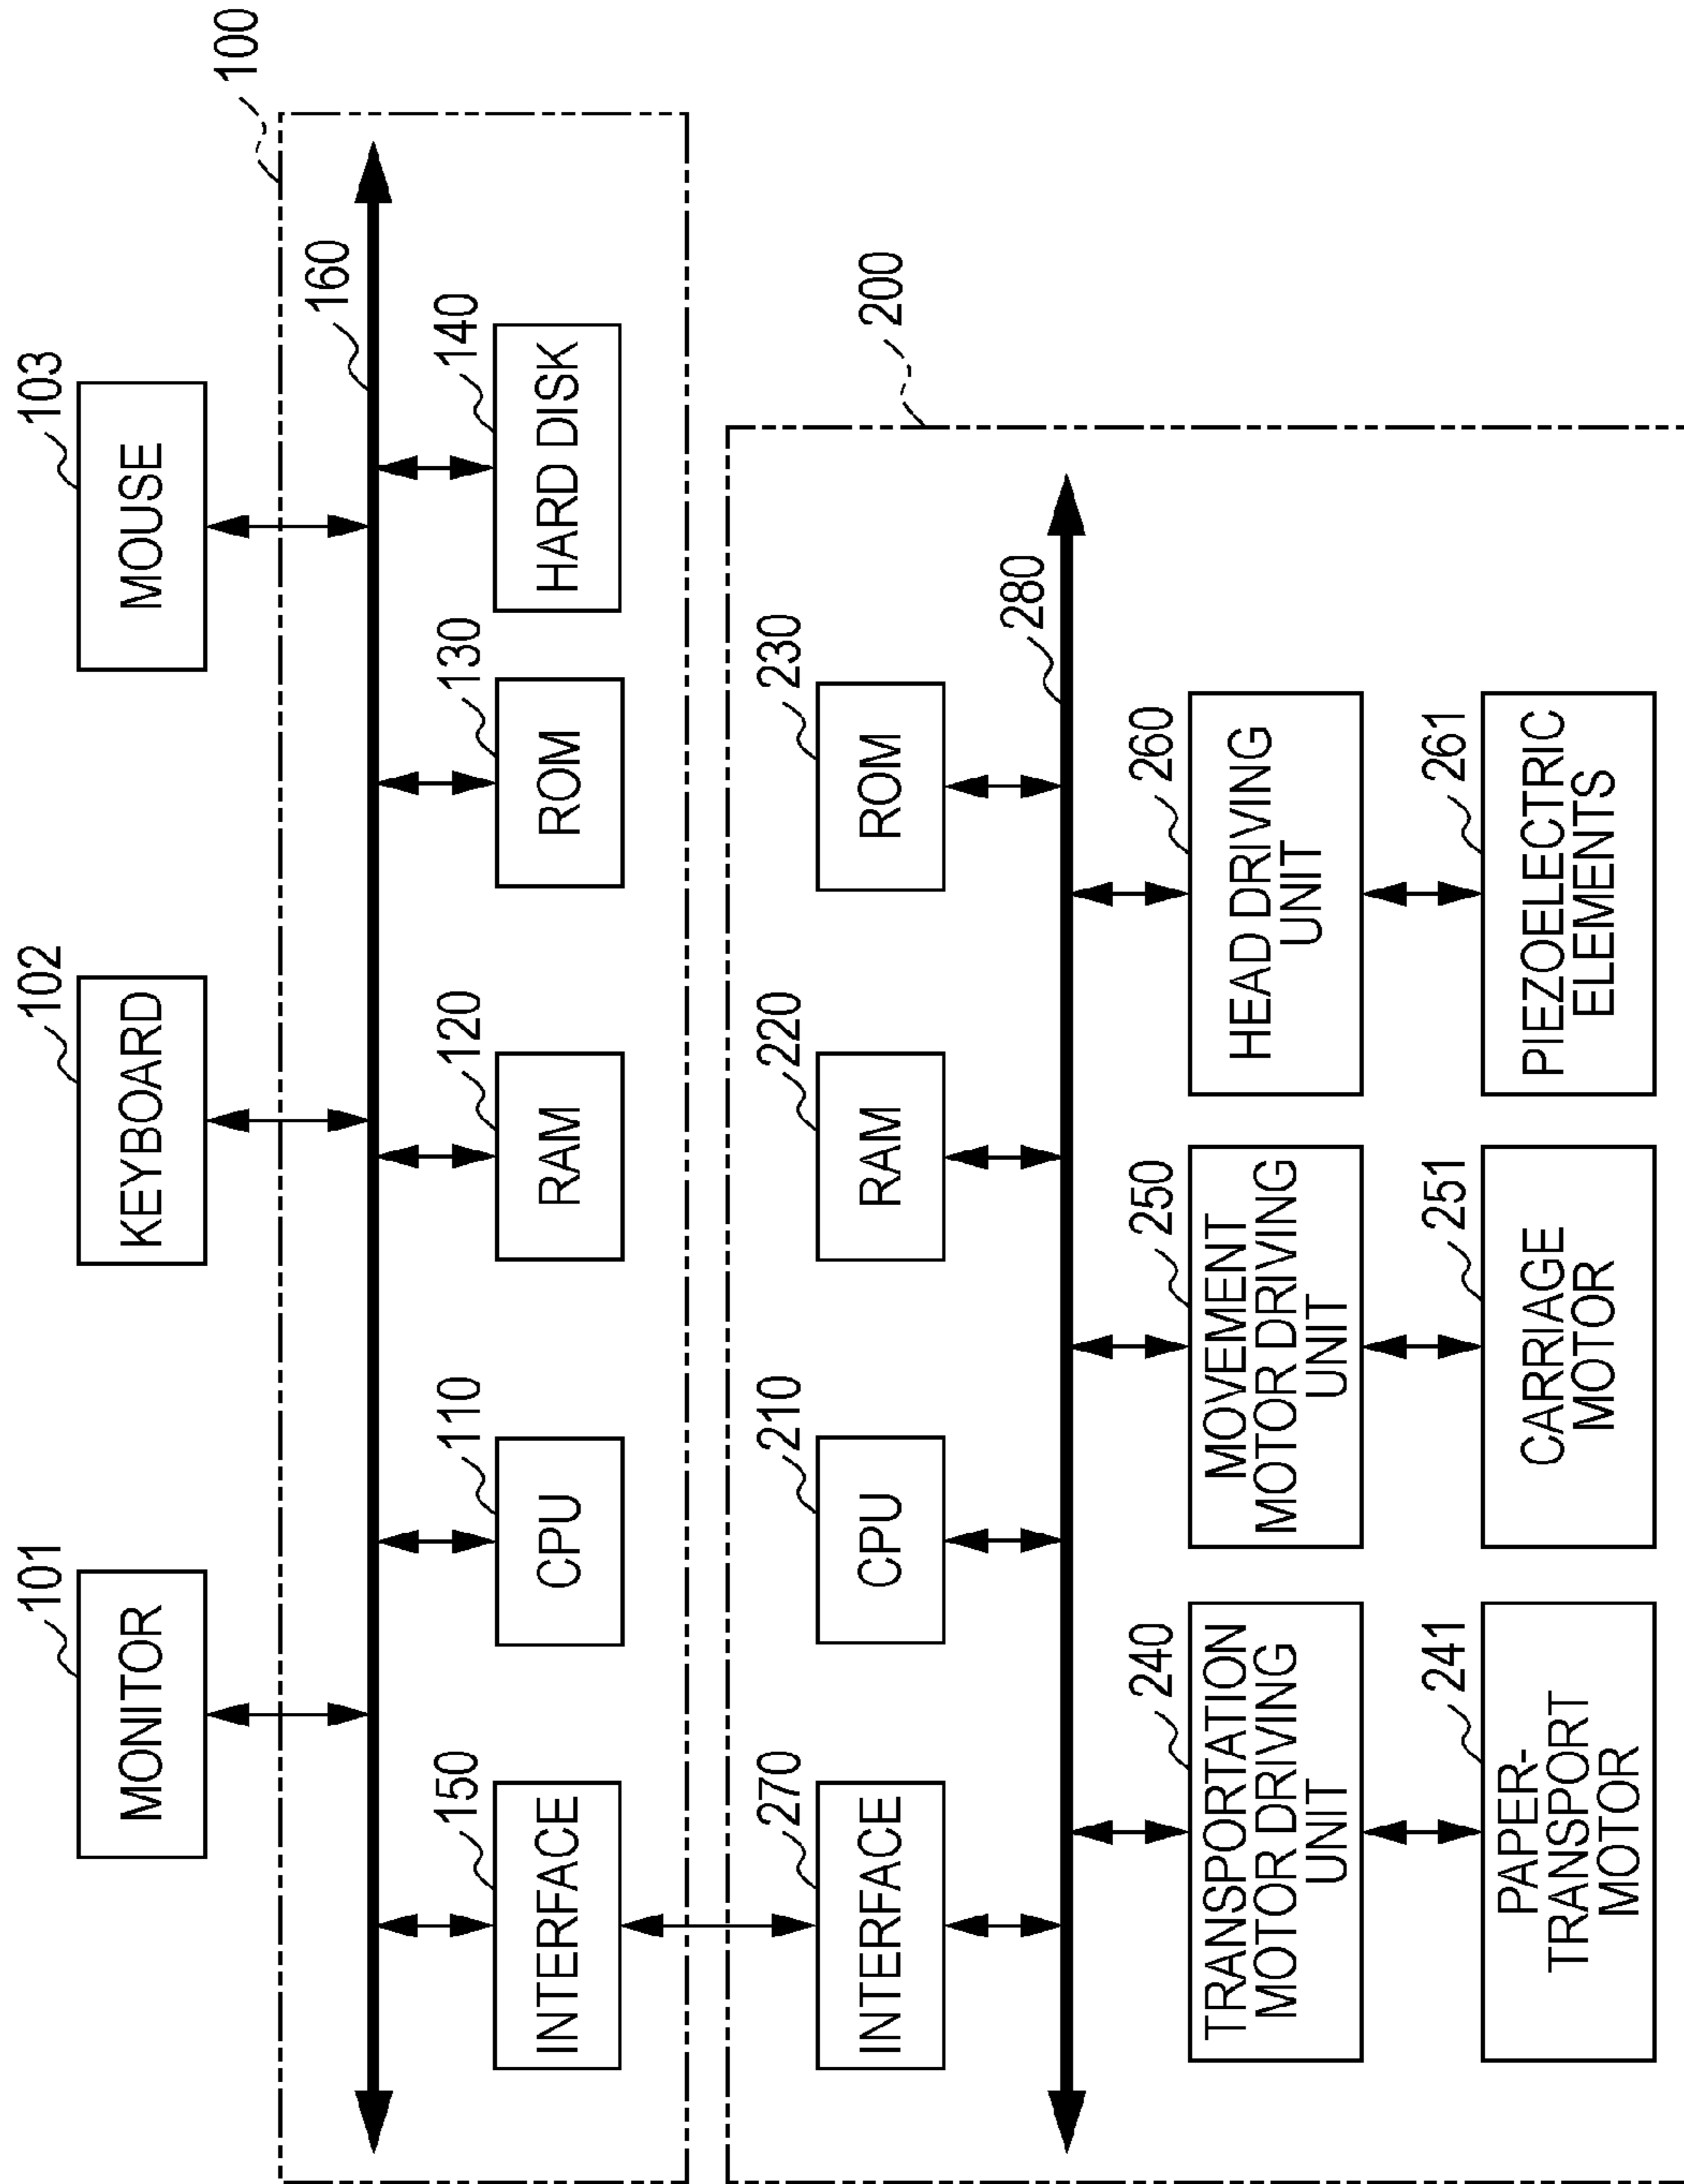 100
101
MONITOR
102
KEYBOARD
103
MOUSE
160
150
INTERFACE
110
CPU
120
RAM
130
ROM
140
HARD DISK
200
270
INTERFACE
210
CPU
220
RAM
230
ROM
280
240
TRANSPORTATION
MOTOR DRIVING
UNIT
250
MOVEMENT
MOTOR DRIVING
UNIT
260
HEAD DRIVING
UNIT
241
PAPER-
TRANSPORT
MOTOR
251
CARRIAGE
MOTOR
261
PIEZOELECTRIC
ELEMENTS